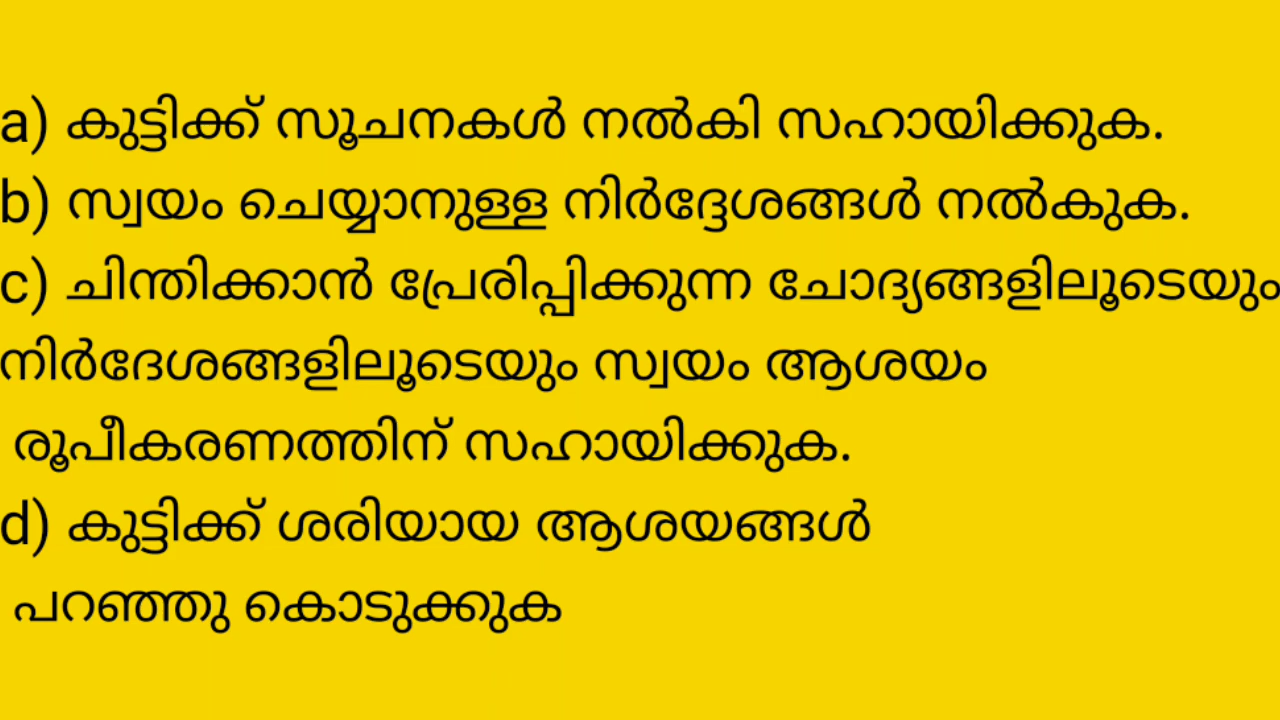 a) കുട്ടിക്ക് സൂചനകൾ നൽകി സഹായിക്കുക.
b) സ്വയം ചെയ്യാനുള്ള നിർദ്ദേശങ്ങൾ നൽകുക.
c) ചിന്തിക്കാൻ പ്രേരിപ്പിക്കുന്ന ചോദ്യങ്ങളിലൂടെയും
നിർദേശങ്ങളിലൂടെയും സ്വയം ആശയം
രൂപീകരണത്തിന് സഹായിക്കുക.
d) കുട്ടിക്ക് ശരിയായ ആശയങ്ങൾ
പറഞ്ഞു കൊടുക്കുക